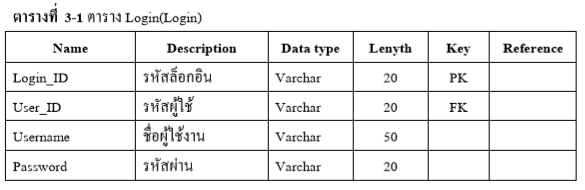 ตารางที่ 3-1 ตาราง Login(Login)
Name Description Data type Lenyth Key Reference
Login_ID รหัสล็อกอิน Varchar 20 PK
User_ID รหัสผู้ใช้ Varchar 20 FK
Username ชื่อผู้ใช้งาน Varchar 50
Password รหัสผ่าน Varchar 20